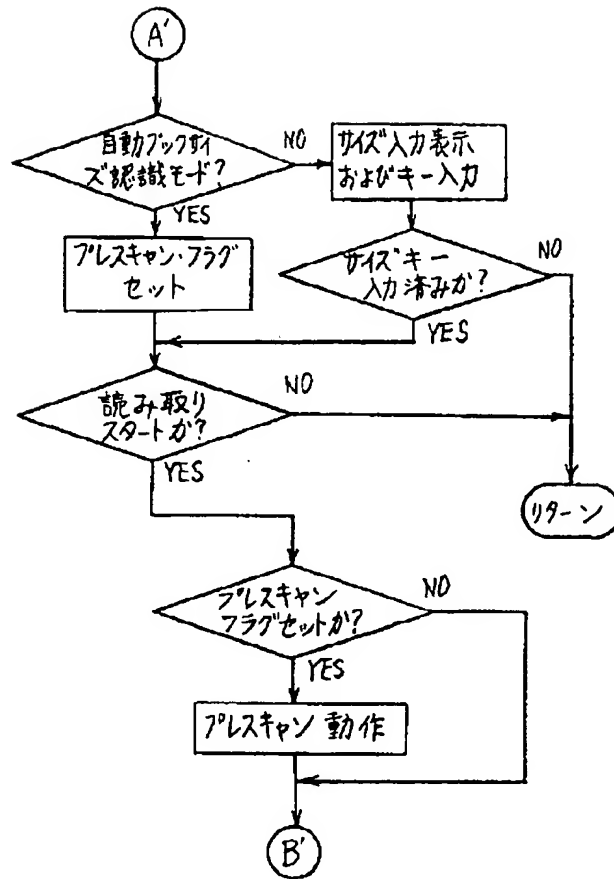 A'
自動ブックサイ
ズ認識モード?
NO
サイズ入力表示
およびキー入力
YES
プレスキャン・フラグ
セット
サイズキー
入力済みか?
NO
YES
読み取り
スタートか?
NO
YES
リターン
プレスキャン
フラグセットか?
NO
YES
プレスキャン動作
B'